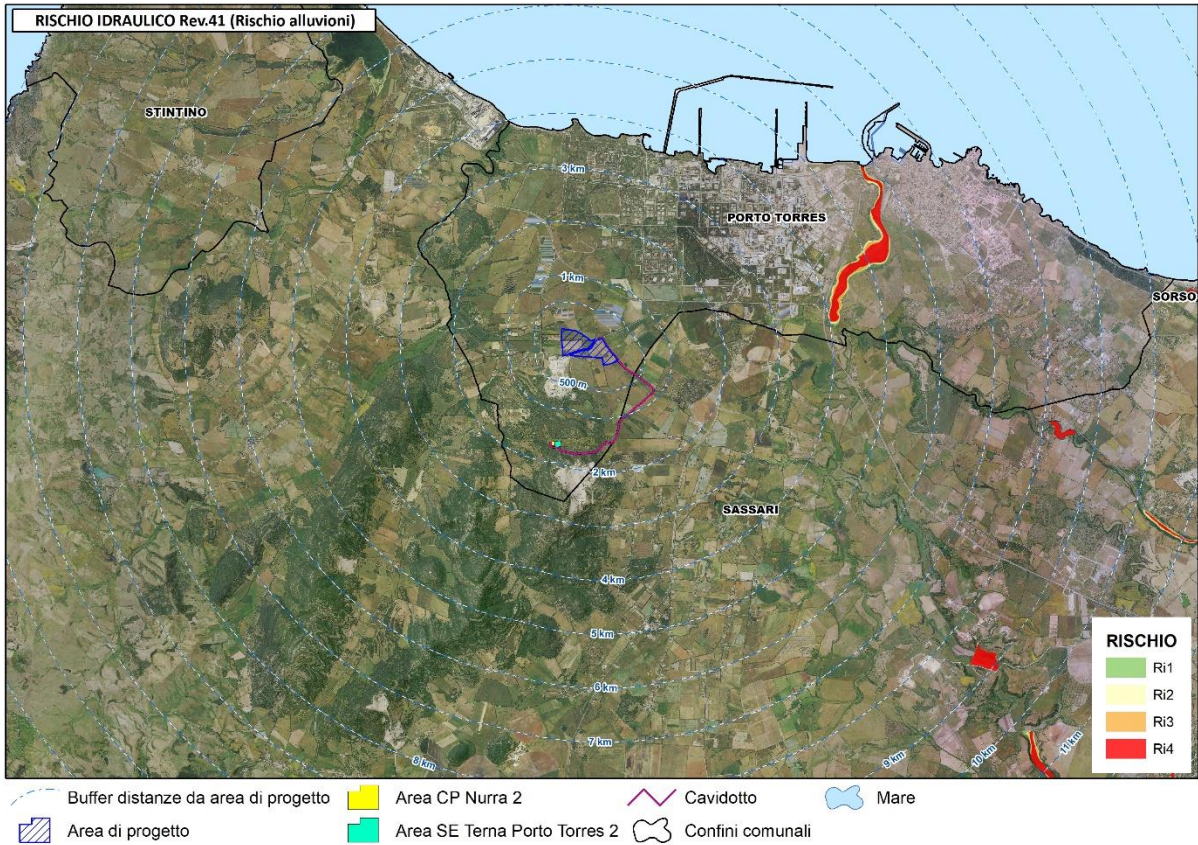 RISCHIO IDRAULICO Rev.41 (Rischio alluvioni)
STINTINO
3 km
PORTO TORRES
1 km
SORSO
500 m
2 km
SASSARI
4 km
5 km
6 km
7 km
8 km
9 km
10 km
11 km
RISCHIO
Ri1
Ri2
Ri3
Ri4
Buffer distanze da area di progetto
Area CP Nurra 2
Cavidotto
Mare
Area di progetto
Area SE Terna Porto Torres 2
Confini comunali